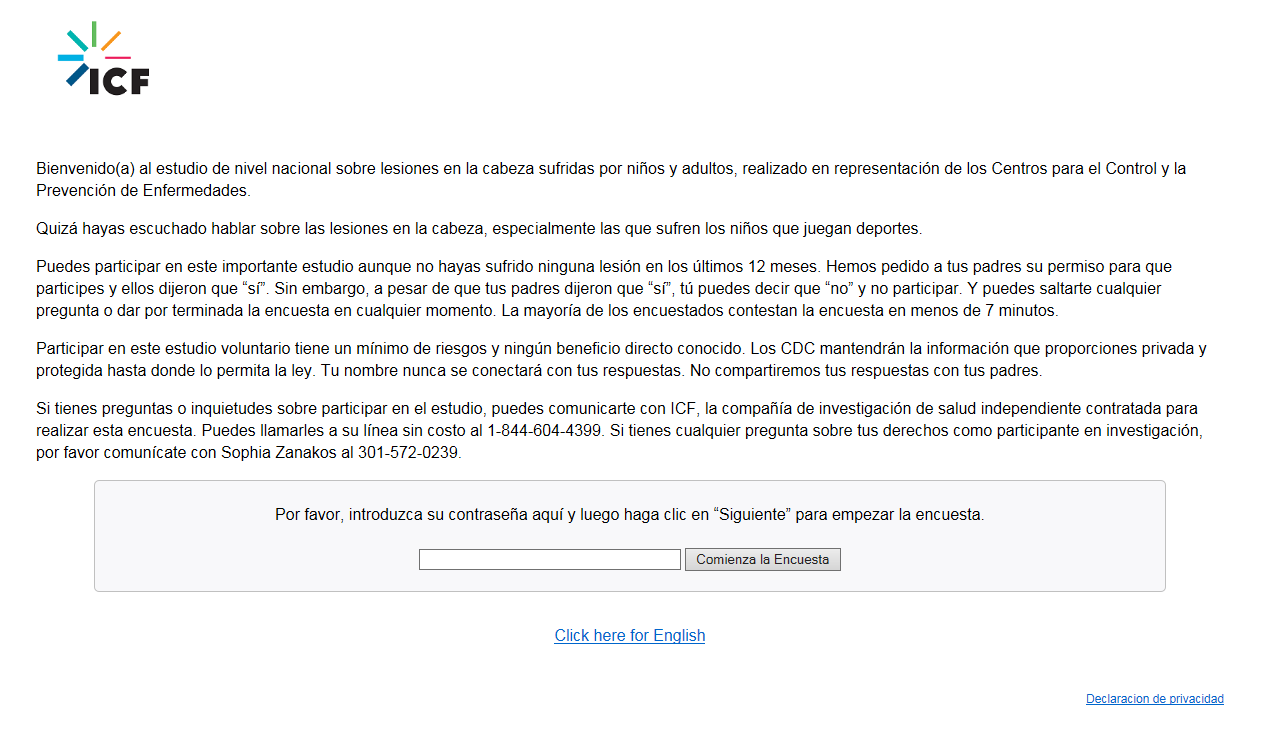 ICF
Bienvenido(a) al estudio de nivel nacional sobre lesiones en la cabeza sufridas por niños y adultos, realizado en representación de los Centros para el Control y la
Prevención de Enfermedades.
Quizá hayas escuchado hablar sobre las lesiones en la cabeza, especialmente las que sufren los niños que juegan deportes.
Puedes participar en este importante estudio aunque no hayas sufrido ninguna lesión en los últimos 12 meses. Hemos pedido a tus padres su permiso para que
participes y ellos dijeron que “sí”. Sin embargo, a pesar de que tus padres dijeron que “sí”, tú puedes decir que “no” y no participar. Y puedes saltarte cualquier
pregunta o dar por terminada la encuesta en cualquier momento. La mayoría de los encuestados contestan la encuesta en menos de 7 minutos.
Participar en este estudio voluntario tiene un mínimo de riesgos y ningún beneficio directo conocido. Los CDC mantendrán la información que proporciones privada y
protegida hasta donde lo permita la ley. Tu nombre nunca se conectará con tus respuestas. No compartiremos tus respuestas con tus padres.
Si tienes preguntas o inquietudes sobre participar en el estudio, puedes comunicarte con ICF, la compañía de investigación de salud independiente contratada para
realizar esta encuesta. Puedes llamarles a su línea sin costo al 1-844-604-4399. Si tienes cualquier pregunta sobre tus derechos como participante en investigación,
por favor comunícate con Sophia Zanakos al 301-572-0239.
Por favor, introduzca su contraseña aquí y luego haga clic en “Siguiente” para empezar la encuesta.
Comienza la Encuesta
Click here for English
Declaracion de privacidad